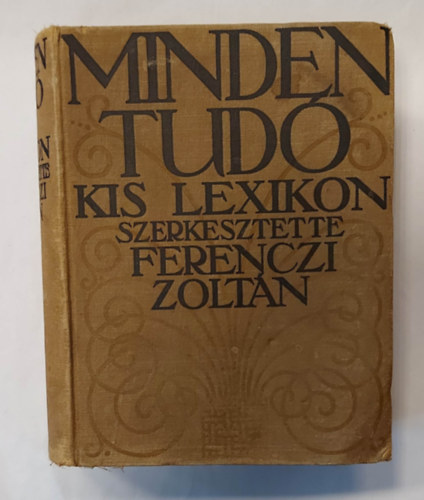 MINDEN
TUDÓ
KIS LEXIKON
SZERKESZTETTE
FERENCZI
ZOLTÁN